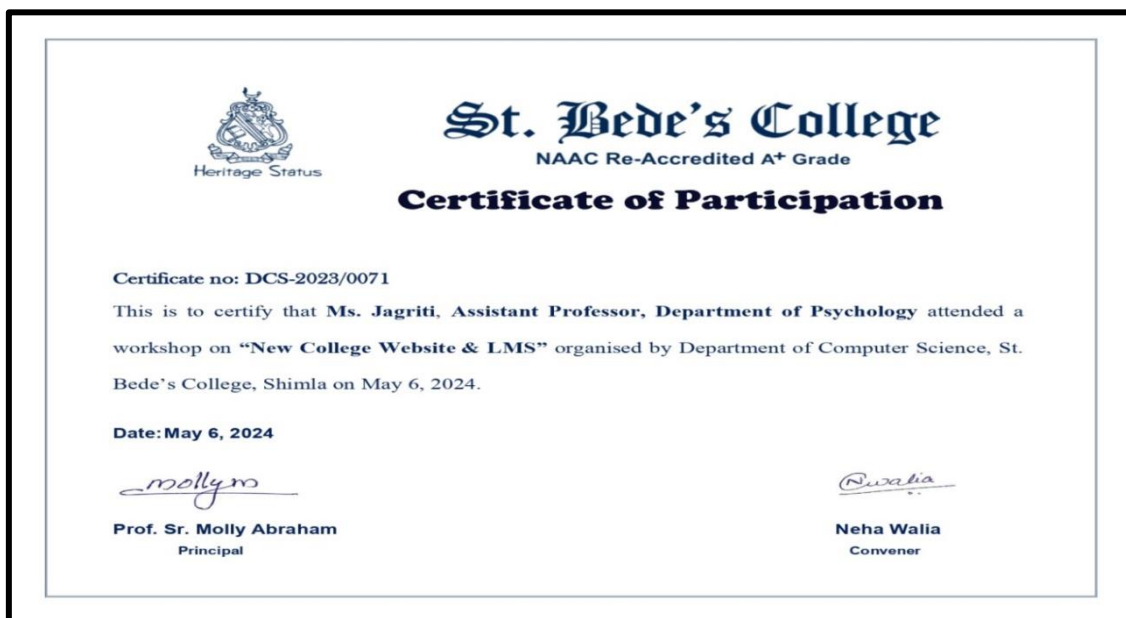 St. Bede's College
NAAC Re-Accredited A+ Grade
Heritage Status
Certificate of Participation
Certificate no: DCS-2023/0071
This is to certify that Ms. Jagriti, Assistant Professor, Department of Psychology attended a
workshop on “New College Website & LMS” organised by Department of Computer Science, St.
Bede's College, Shimla on May 6, 2024.
Date: May 6, 2024
mollym
Nwalia
Prof. Sr. Molly Abraham
Neha Walia
Principal
Convener